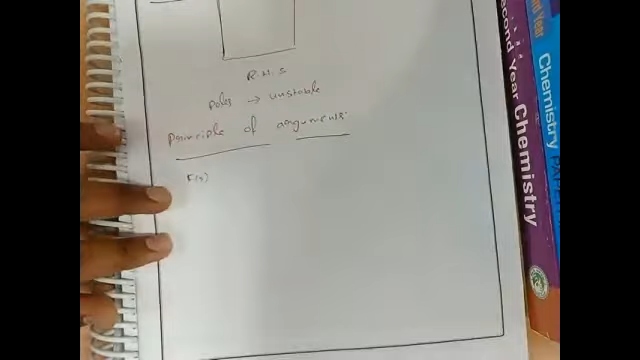 R.H.S
Poles → unstable
Principle of arguments:
F(s)
Second Year Chemistry
Chemistry